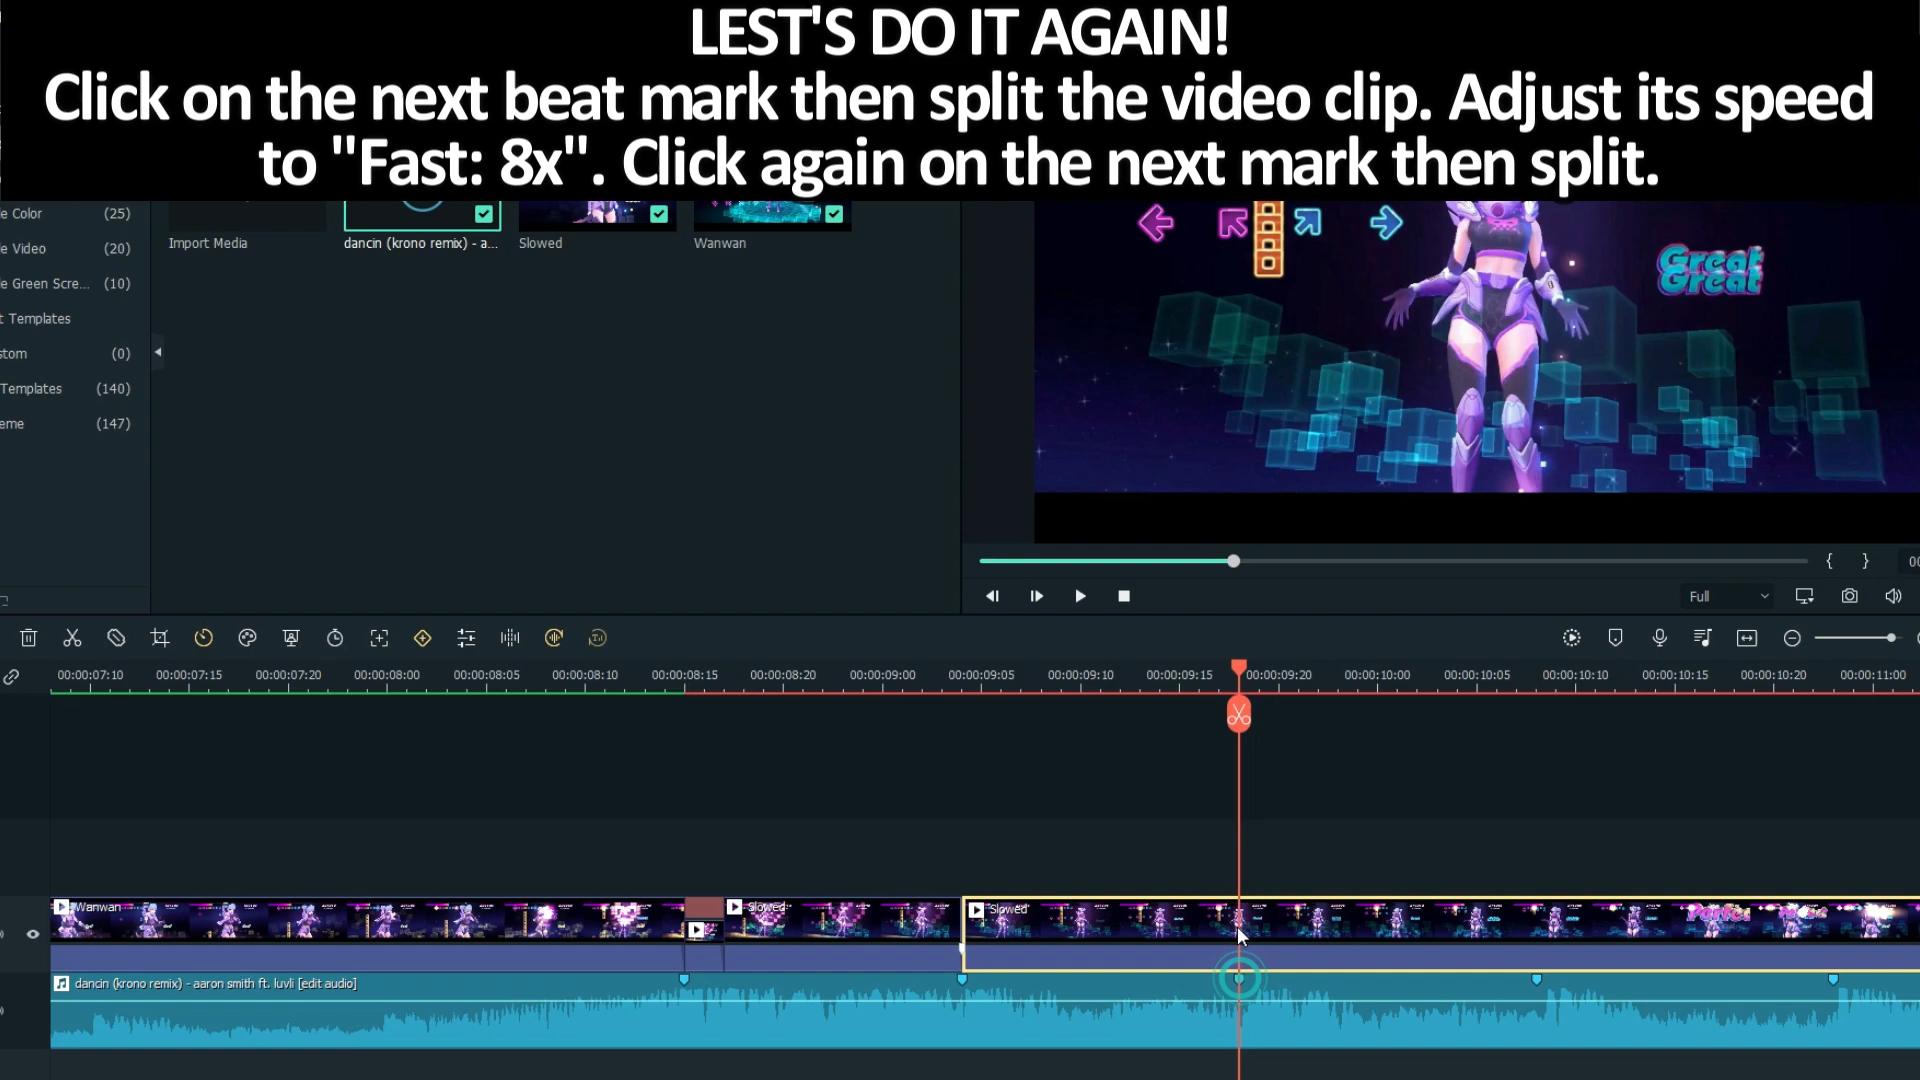 LEST'S DO IT AGAIN!
Click on the next beat mark then split the video clip. Adjust its speed
to "Fast: 8x". Click again on the next mark then split.
e Color (25)
e Video (20)
e Green Scre... (10)
t Templates
stom (0)
Templates (140)
eme (147)
Import Media
dancin (krono remix) - a...
Slowed
Wanwan
Great
Great
{ } 00
Full
00:00:07:10 00:00:07:15 00:00:07:20 00:00:08:00 00:00:08:05 00:00:08:10 00:00:08:15 00:00:08:20 00:00:09:00 00:00:09:05 00:00:09:10 00:00:09:15 00:00:09:20 00:00:10:00 00:00:10:05 00:00:10:10 00:00:10:15 00:00:10:20 00:00:11:00
Wanwan
Slowed
Slowed
dancin (krono remix) - aaron smith ft. luvli [edit audio]